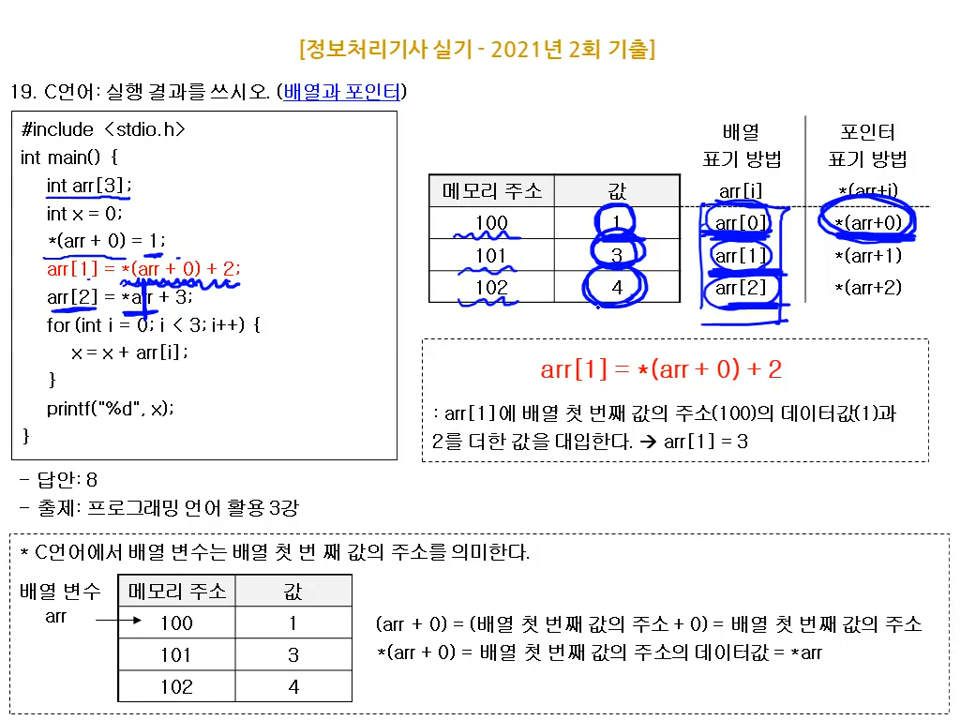 [정보처리기사 실기 - 2021년 2회 기출]
19. C언어: 실행 결과를 쓰시오. (배열과 포인터)
#include <stdio.h>
int main() {
int arr[3];
int x = 0;
*(arr + 0) = 1;
arr[1] = *(arr + 0) + 2;
arr[2] = *arr + 3;
for(int i = 0; i < 3; i++) {
x = x + arr[i];
}
printf("%d", x);
}
배열 포인터
표기 방법 표기 방법
메모리 주소 값 arr[i] *(arr+i)
100 1 arr[0] *(arr+0)
101 3 arr[1] *(arr+1)
102 4 arr[2] *(arr+2)
arr[1] = *(arr + 0) + 2
: arr[1]에 배열 첫 번째 값의 주소(100)의 데이터값(1)과
2를 더한 값을 대입한다. → arr[1] = 3
- 답안: 8
- 출제: 프로그래밍 언어 활용 3강
* C언어에서 배열 변수는 배열 첫 번 째 값의 주소를 의미한다.
배열 변수
arr
메모리 주소 값
100 1
101 3
102 4
(arr + 0) = (배열 첫 번째 값의 주소 + 0) = 배열 첫 번째 값의 주소
*(arr + 0) = 배열 첫 번째 값의 주소의 데이터값 = *arr